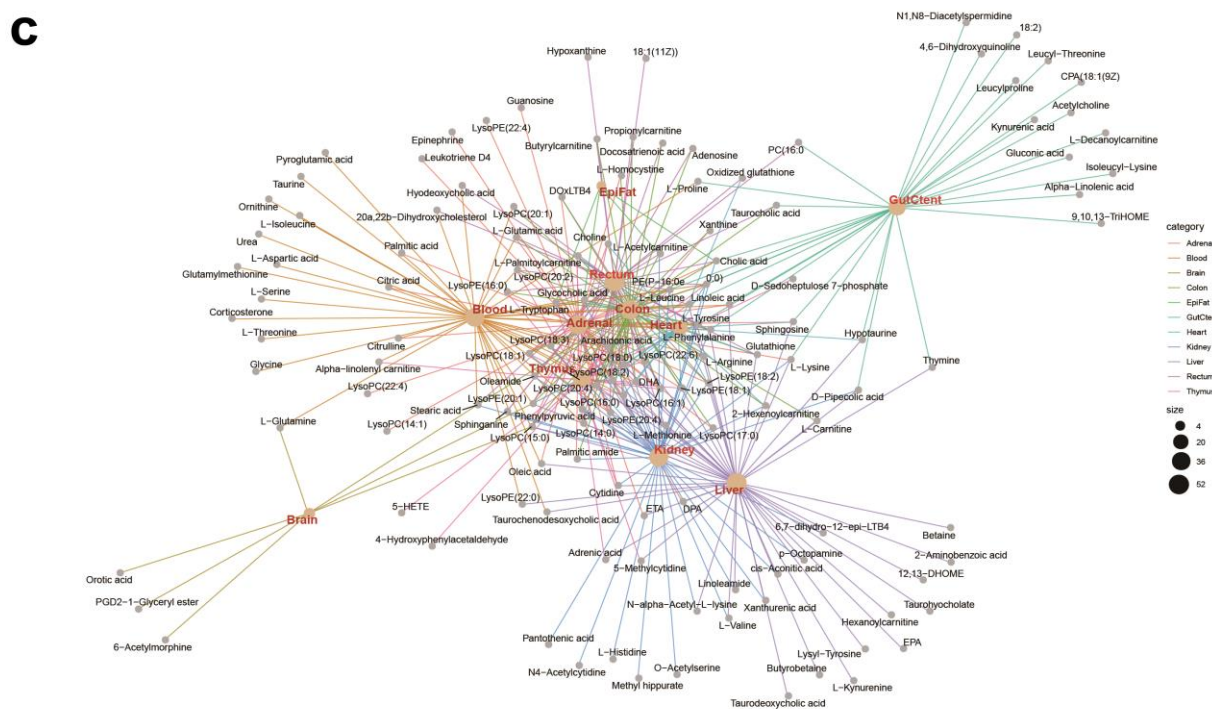 C
N1,N8−Diacetylspermidine
18:2)
4,6−Dihydroxyquinoline
Leucyl−Threonine
Hypoxanthine
18:1(11Z))
CPA(18:1(9Z)
Leucylproline
Guanosine
Acetylcholine
LysoPE(22:4)
Propionylcarnitine
Kynurenic acid
Epinephrine
Butyrylcarnitine
L−Decanoylcarnitine
Docosatrienoic acid
Adenosine
PC(16:0
Leukotriene D4
Gluconic acid
Pyroglutamic acid
L−Homocystine
Oxidized glutathione
Isoleucyl−Lysine
Taurine
Hyodeoxycholic acid
DOxLTB4
EpiFat
L−Proline
Alpha−Linolenic acid
GutCtent
Ornithine
20a,22b−Dihydroxycholesterol
LysoPC(20:1)
Taurocholic acid
9,10,13−TriHOME
L−Isoleucine
L−Glutamic acid
Choline
Xanthine
Urea
Palmitic acid
L−Acetylcarnitine
L−Aspartic acid
L−Palmitoylcarnitine
Cholic acid
Glutamylmethionine
Citric acid
LysoPC(20:2)
Rectum
PE(P−16:0e
0:0)
LysoPE(16:0)
D−Sedoheptulose 7−phosphate
L−Serine
Glycocholic acid
L−Leucine
Linoleic acid
Corticosterone
Blood
L−Tryptophan
Colon
L−Tyrosine
Adrenal
Heart
Sphingosine
Hypotaurine
L−Threonine
Citrulline
LysoPC(18:3)
Arachidonic acid
L−Phenylalanine
Glutathione
LysoPC(18:1)
LysoPC(18:0)
LysoPC(22:6)
Glycine
Alpha−linolenyl carnitine
Thymus
LysoPC(18:2)
L−Arginine
L−Lysine
Thymine
LysoPC(22:4)
Oleamide
LysoPC(20:4)
DHA
LysoPE(18:2)
LysoPE(18:1)
D−Pipecolic acid
LysoPE(20:1)
LysoPC(16:0)
LysoPC(16:1)
L−Glutamine
Stearic acid
Phenylpyruvic acid
LysoPE(20:4)
2−Hexenoylcarnitine
LysoPC(14:1)
Sphinganine
L−Carnitine
LysoPC(15:0)
LysoPC(14:0)
L−Methionine
LysoPC(17:0)
Palmitic amide
Kidney
Oleic acid
Liver
LysoPE(22:0)
Cytidine
5−HETE
ETA
DPA
Brain
Taurochenodesoxycholic acid
6,7−dihydro−12−epi−LTB4
Betaine
4−Hydroxyphenylacetaldehyde
Adrenic acid
p−Octopamine
2−Aminobenzoic acid
5−Methylcytidine
cis−Aconitic acid
12,13−DHOME
Orotic acid
Linoleamide
PGD2−1−Glyceryl ester
N−alpha−Acetyl−L−lysine
Xanthurenic acid
Taurohyocholate
6−Acetylmorphine
L−Valine
Hexanoylcarnitine
Pantothenic acid
EPA
L−Histidine
Lysyl−Tyrosine
N4−Acetylcytidine
O−Acetylserine
Butyrobetaine
Methyl hippurate
L−Kynurenine
Taurodeoxycholic acid
category
Adrena
Blood
Brain
Colon
EpiFat
GutCte
Heart
Kidney
Liver
Rectum
Thymus
size
4
20
36
52